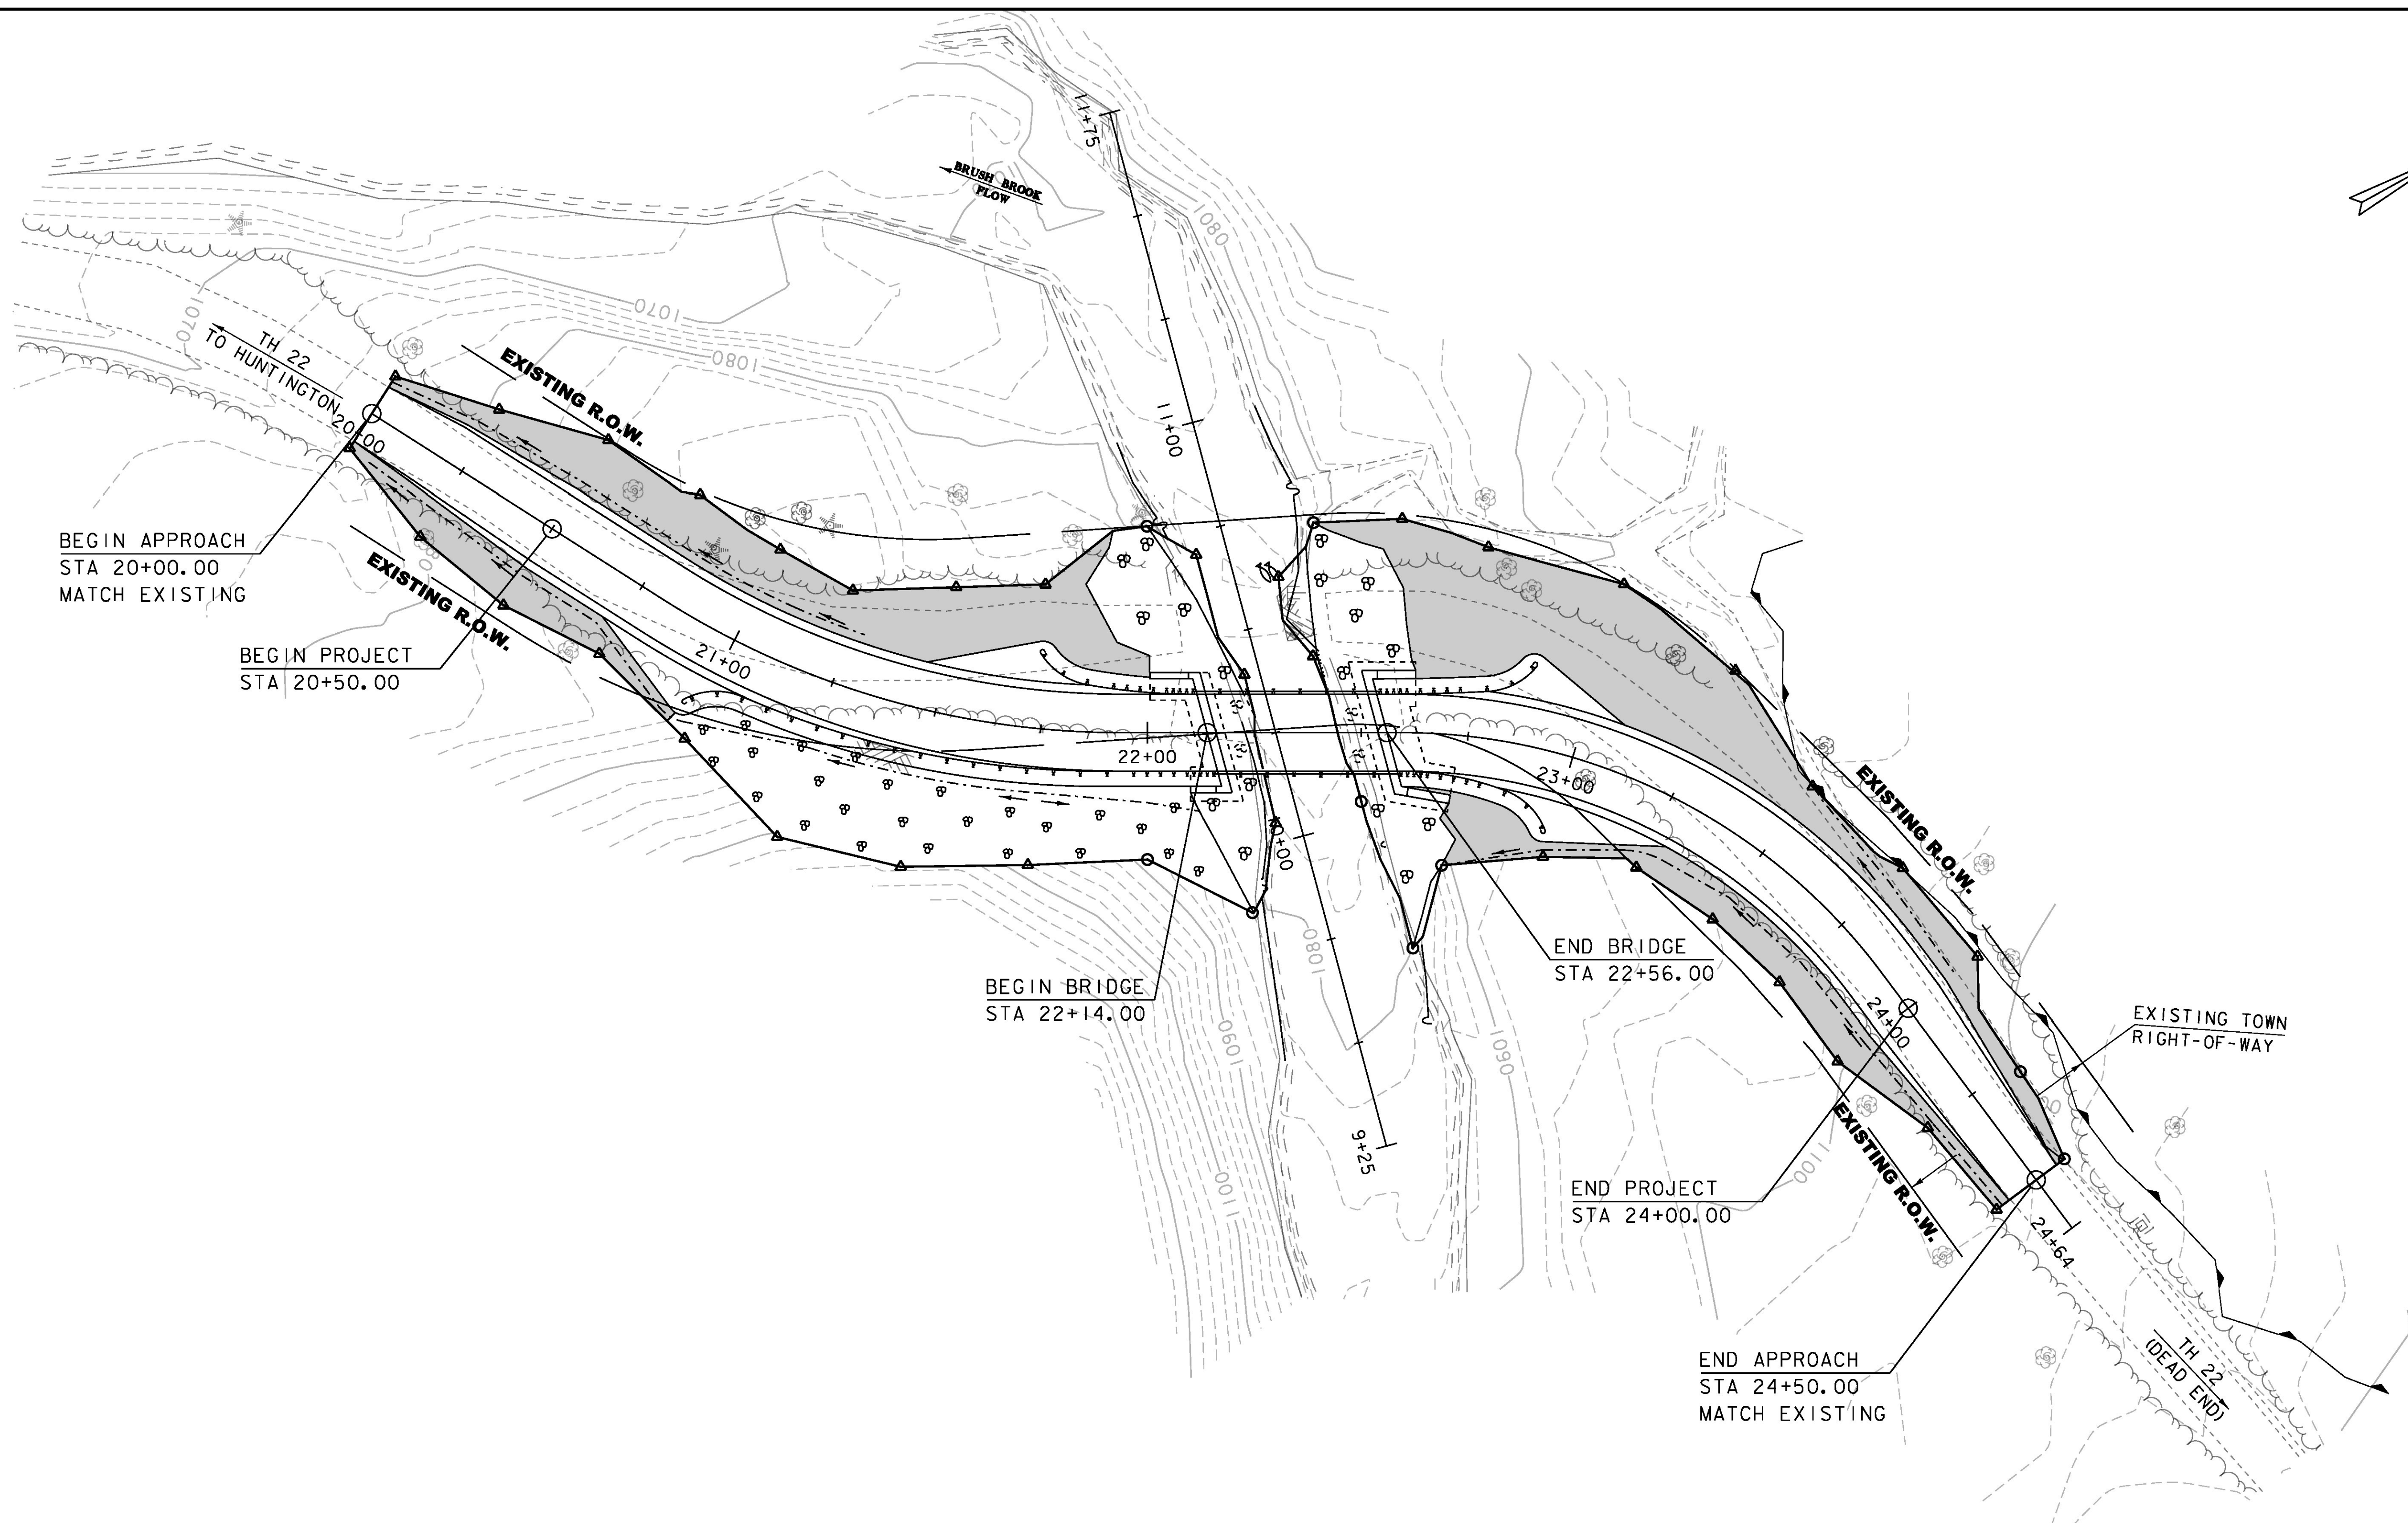 11+75
BRUSH BROOK
FLOW
1080
1070
1070
1080
TH 22
TO HUNTINGTON
EXISTING R.O.W.
20+00
11+00
BEGIN APPROACH
STA 20+00.00
MATCH EXISTING
EXISTING R.O.W.
BEGIN PROJECT
STA 20+50.00
21+00
22+00
23+00
EXISTING R.O.W.
1080
END BRIDGE
STA 22+56.00
BEGIN BRIDGE
STA 22+14.00
24+00
EXISTING TOWN
RIGHT-OF-WAY
1090
1090
9+25
1100
1100
EXISTING R.O.W.
END PROJECT
STA 24+00.00
24+64
END APPROACH
STA 24+50.00
MATCH EXISTING
TH 22
(DEAD END)